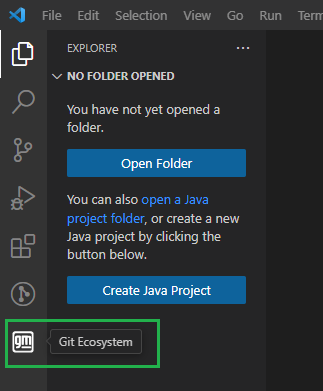 File Edit Selection View Go Run Termin
EXPLORER
NO FOLDER OPENED
You have not yet opened a
folder.
Open Folder
You can also open a Java
project folder, or create a new
Java project by clicking the
button below.
Create Java Project
gm
Git Ecosystem